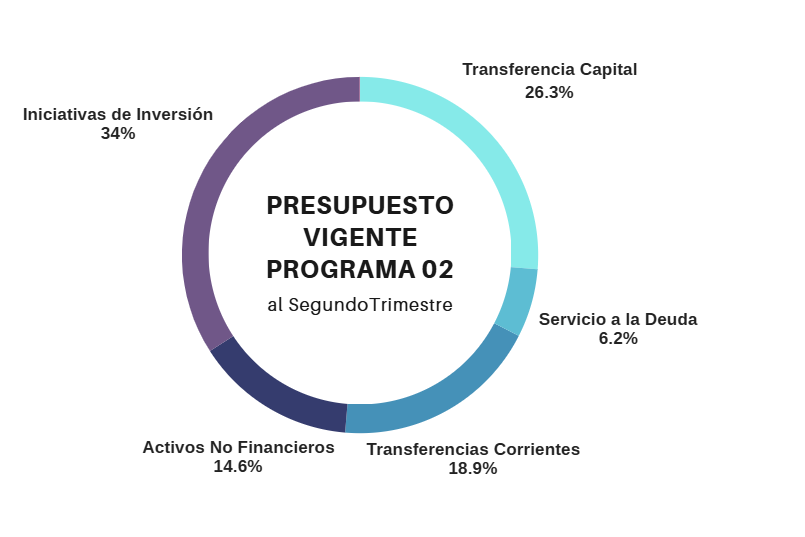 Transferencia Capital
26.3%
Iniciativas de Inversión
34%
PRESUPUESTO
VIGENTE
PROGRAMA 02
al SegundoTrimestre
Servicio a la Deuda
6.2%
Activos No Financieros
14.6%
Transferencias Corrientes
18.9%